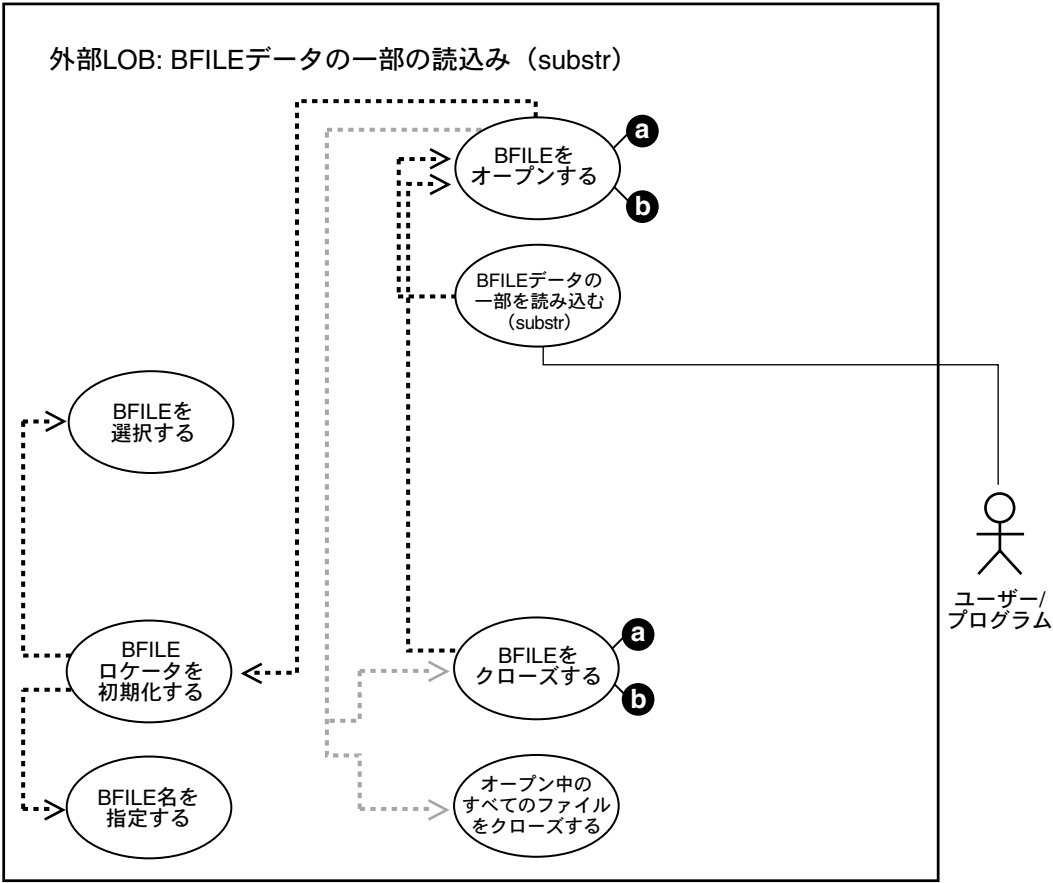 外部LOB: BFILEデータの一部の読込み（substr）
BFILEを
オープンする
a
b
BFILEデータの
一部を読み込む
（substr）
BFILEを
選択する
ユーザー/
プログラム
BFILE
ロケータを
初期化する
BFILEを
クローズする
a
b
BFILE名を
指定する
オープン中の
すべてのファイル
をクローズする